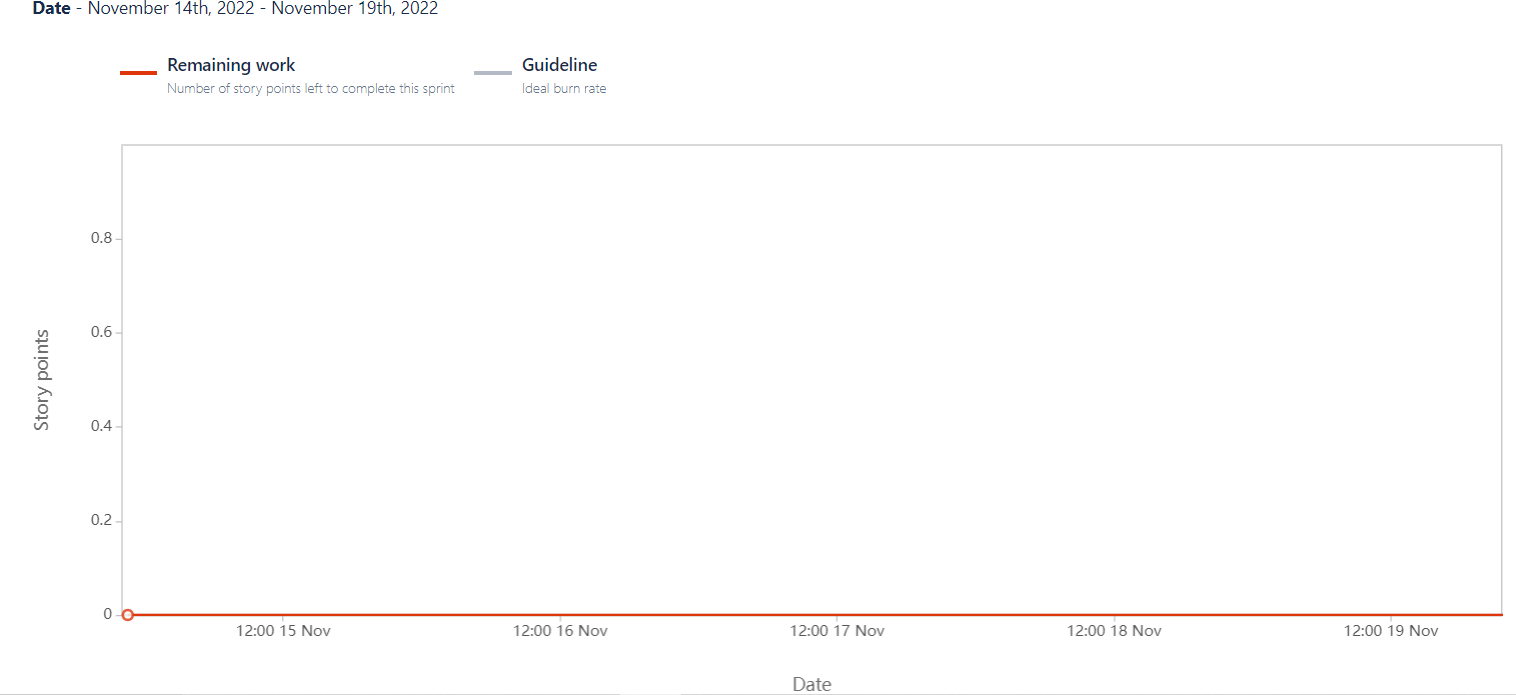 Date - November 14th, 2022 - November 19th, 2022
Remaining work
Number of story points left to complete this sprint
Guideline
Ideal burn rate
Story points
0.8
0.6
0.4
0.2
0
12:00 15 Nov
12:00 16 Nov
12:00 17 Nov
12:00 18 Nov
12:00 19 Nov
Date